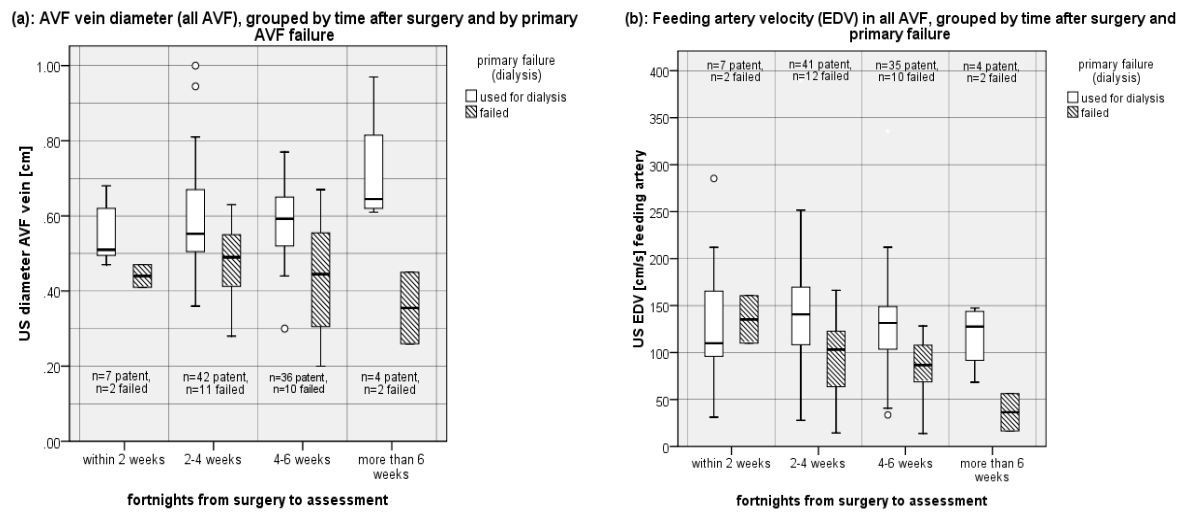 (a): AVF vein diameter (all AVF), grouped by time after surgery and by primary
AVF failure
US diameter AVF vein [cm]
1.00
.80
.60
.40
.20
.00
n=7 patent,
n=2 failed
n=42 patent,
n=11 failed
n=36 patent,
n=10 failed
n=4 patent,
n=2 failed
within 2 weeks
2-4 weeks
4-6 weeks
more than 6
weeks
fortnights from surgery to assessment
primary failure
(dialysis)
used for dialysis
failed
(b): Feeding artery velocity (EDV) in all AVF, grouped by time after surgery and
primary failure
US EDV [cm/s] feeding artery
400
350
300
250
200
150
100
50
0
n=7 patent,
n=2 failed
n=41 patent,
n=12 failed
n=35 patent,
n=10 failed
n=4 patent,
n=2 failed
within 2 weeks
2-4 weeks
4-6 weeks
more than 6
weeks
fortnights from surgery to assessment
primary failure
(dialysis)
used for dialysis
failed